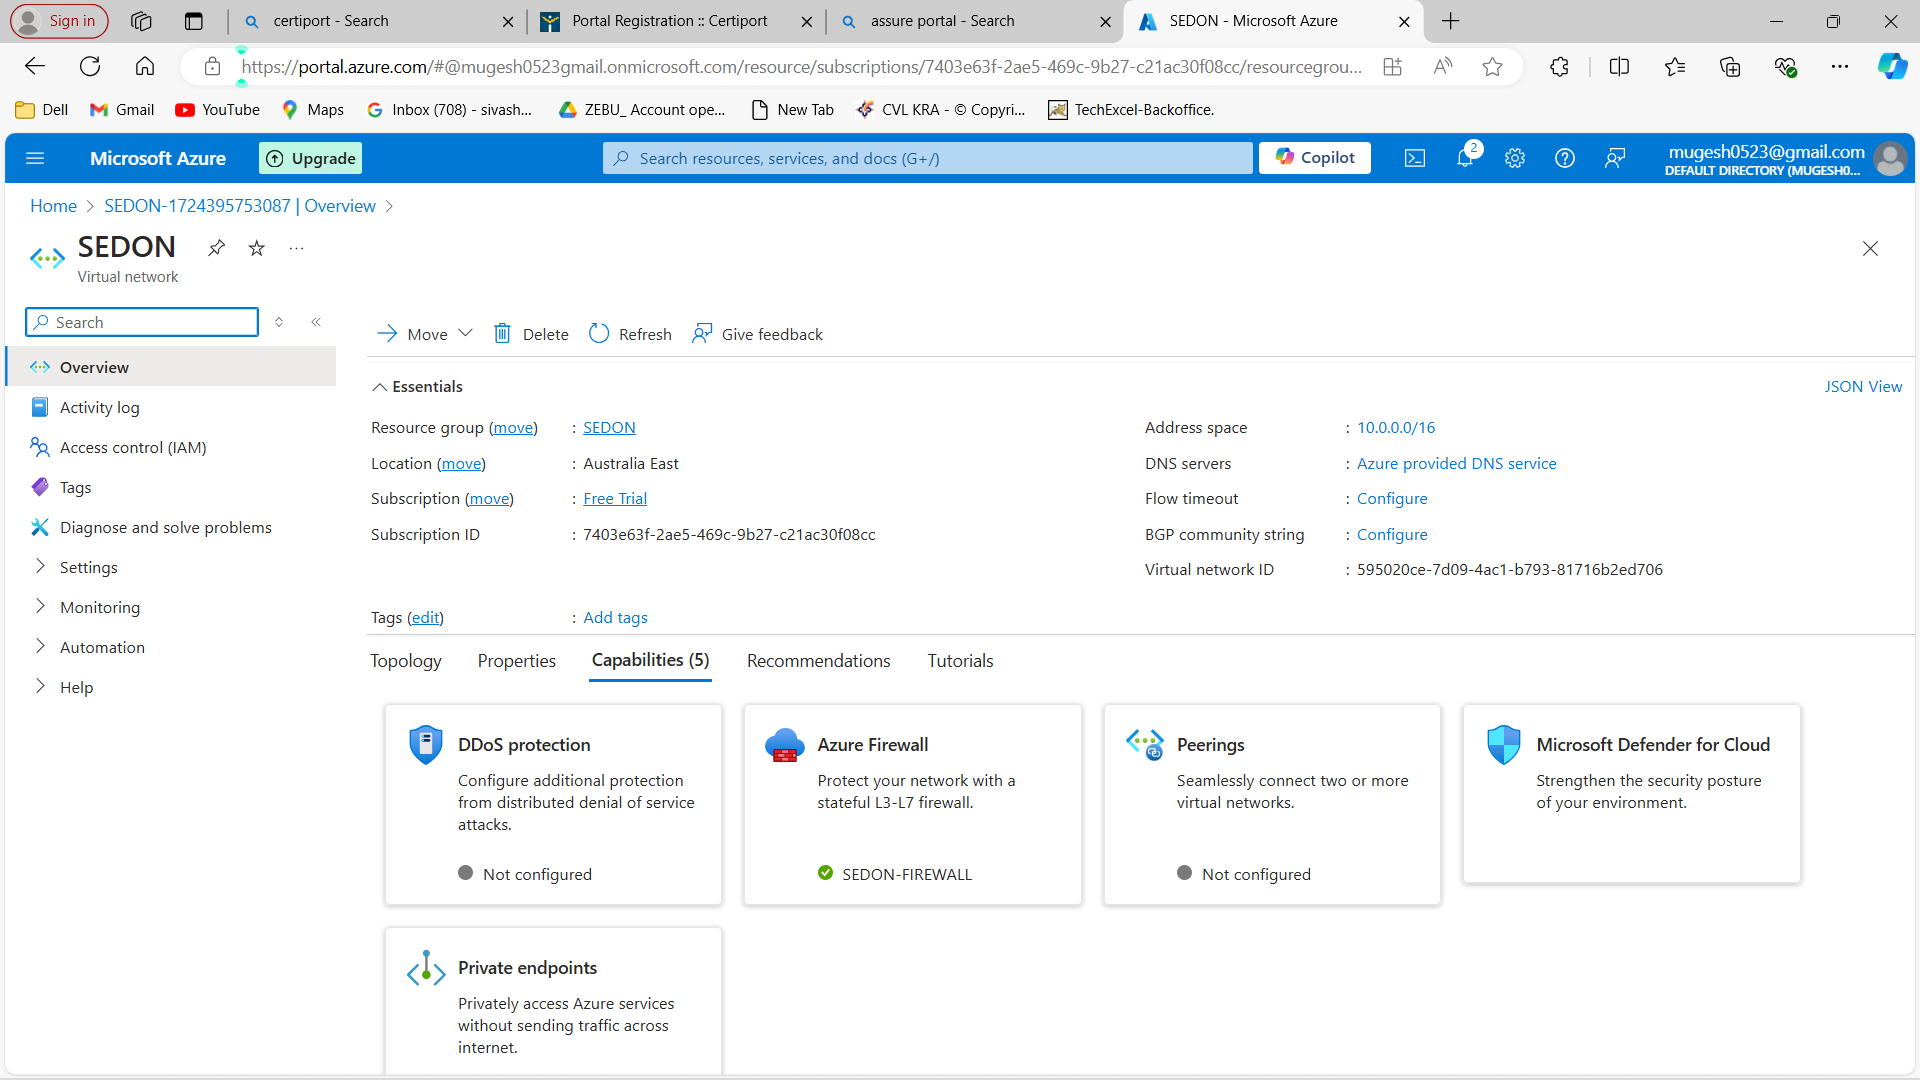 Sign in
certiport - Search
Portal Registration :: Certiport
assure portal - Search
SEDON - Microsoft Azure
https://portal.azure.com/#@mugesh0523gmail.onmicrosoft.com/resource/subscriptions/7403e63f-2ae5-469c-9b27-c21ac30f08cc/resourcegrou...
Dell
Gmail
YouTube
Maps
Inbox (708) - sivash...
ZEBU_ Account ope...
New Tab
CVL KRA - © Copyri...
TechExcel-Backoffice.
Microsoft Azure
Upgrade
Search resources, services, and docs (G+/)
Copilot
2
mugesh0523@gmail.com
DEFAULT DIRECTORY (MUGESH0...
Home > SEDON-1724395753087 | Overview >
SEDON
Virtual network
Search
Overview
Activity log
Access control (IAM)
Tags
Diagnose and solve problems
Settings
Monitoring
Automation
Help
Move
Delete
Refresh
Give feedback
Essentials
JSON View
Resource group (move) : SEDON
Location (move) : Australia East
Subscription (move) : Free Trial
Subscription ID : 7403e63f-2ae5-469c-9b27-c21ac30f08cc
Address space : 10.0.0.0/16
DNS servers : Azure provided DNS service
Flow timeout : Configure
BGP community string : Configure
Virtual network ID : 595020ce-7d09-4ac1-b793-81716b2ed706
Tags (edit) : Add tags
Topology
Properties
Capabilities (5)
Recommendations
Tutorials
DDoS protection
Configure additional protection
from distributed denial of service
attacks.
Not configured
Azure Firewall
Protect your network with a
stateful L3-L7 firewall.
SEDON-FIREWALL
Peerings
Seamlessly connect two or more
virtual networks.
Not configured
Microsoft Defender for Cloud
Strengthen the security posture
of your environment.
Private endpoints
Privately access Azure services
without sending traffic across
internet.